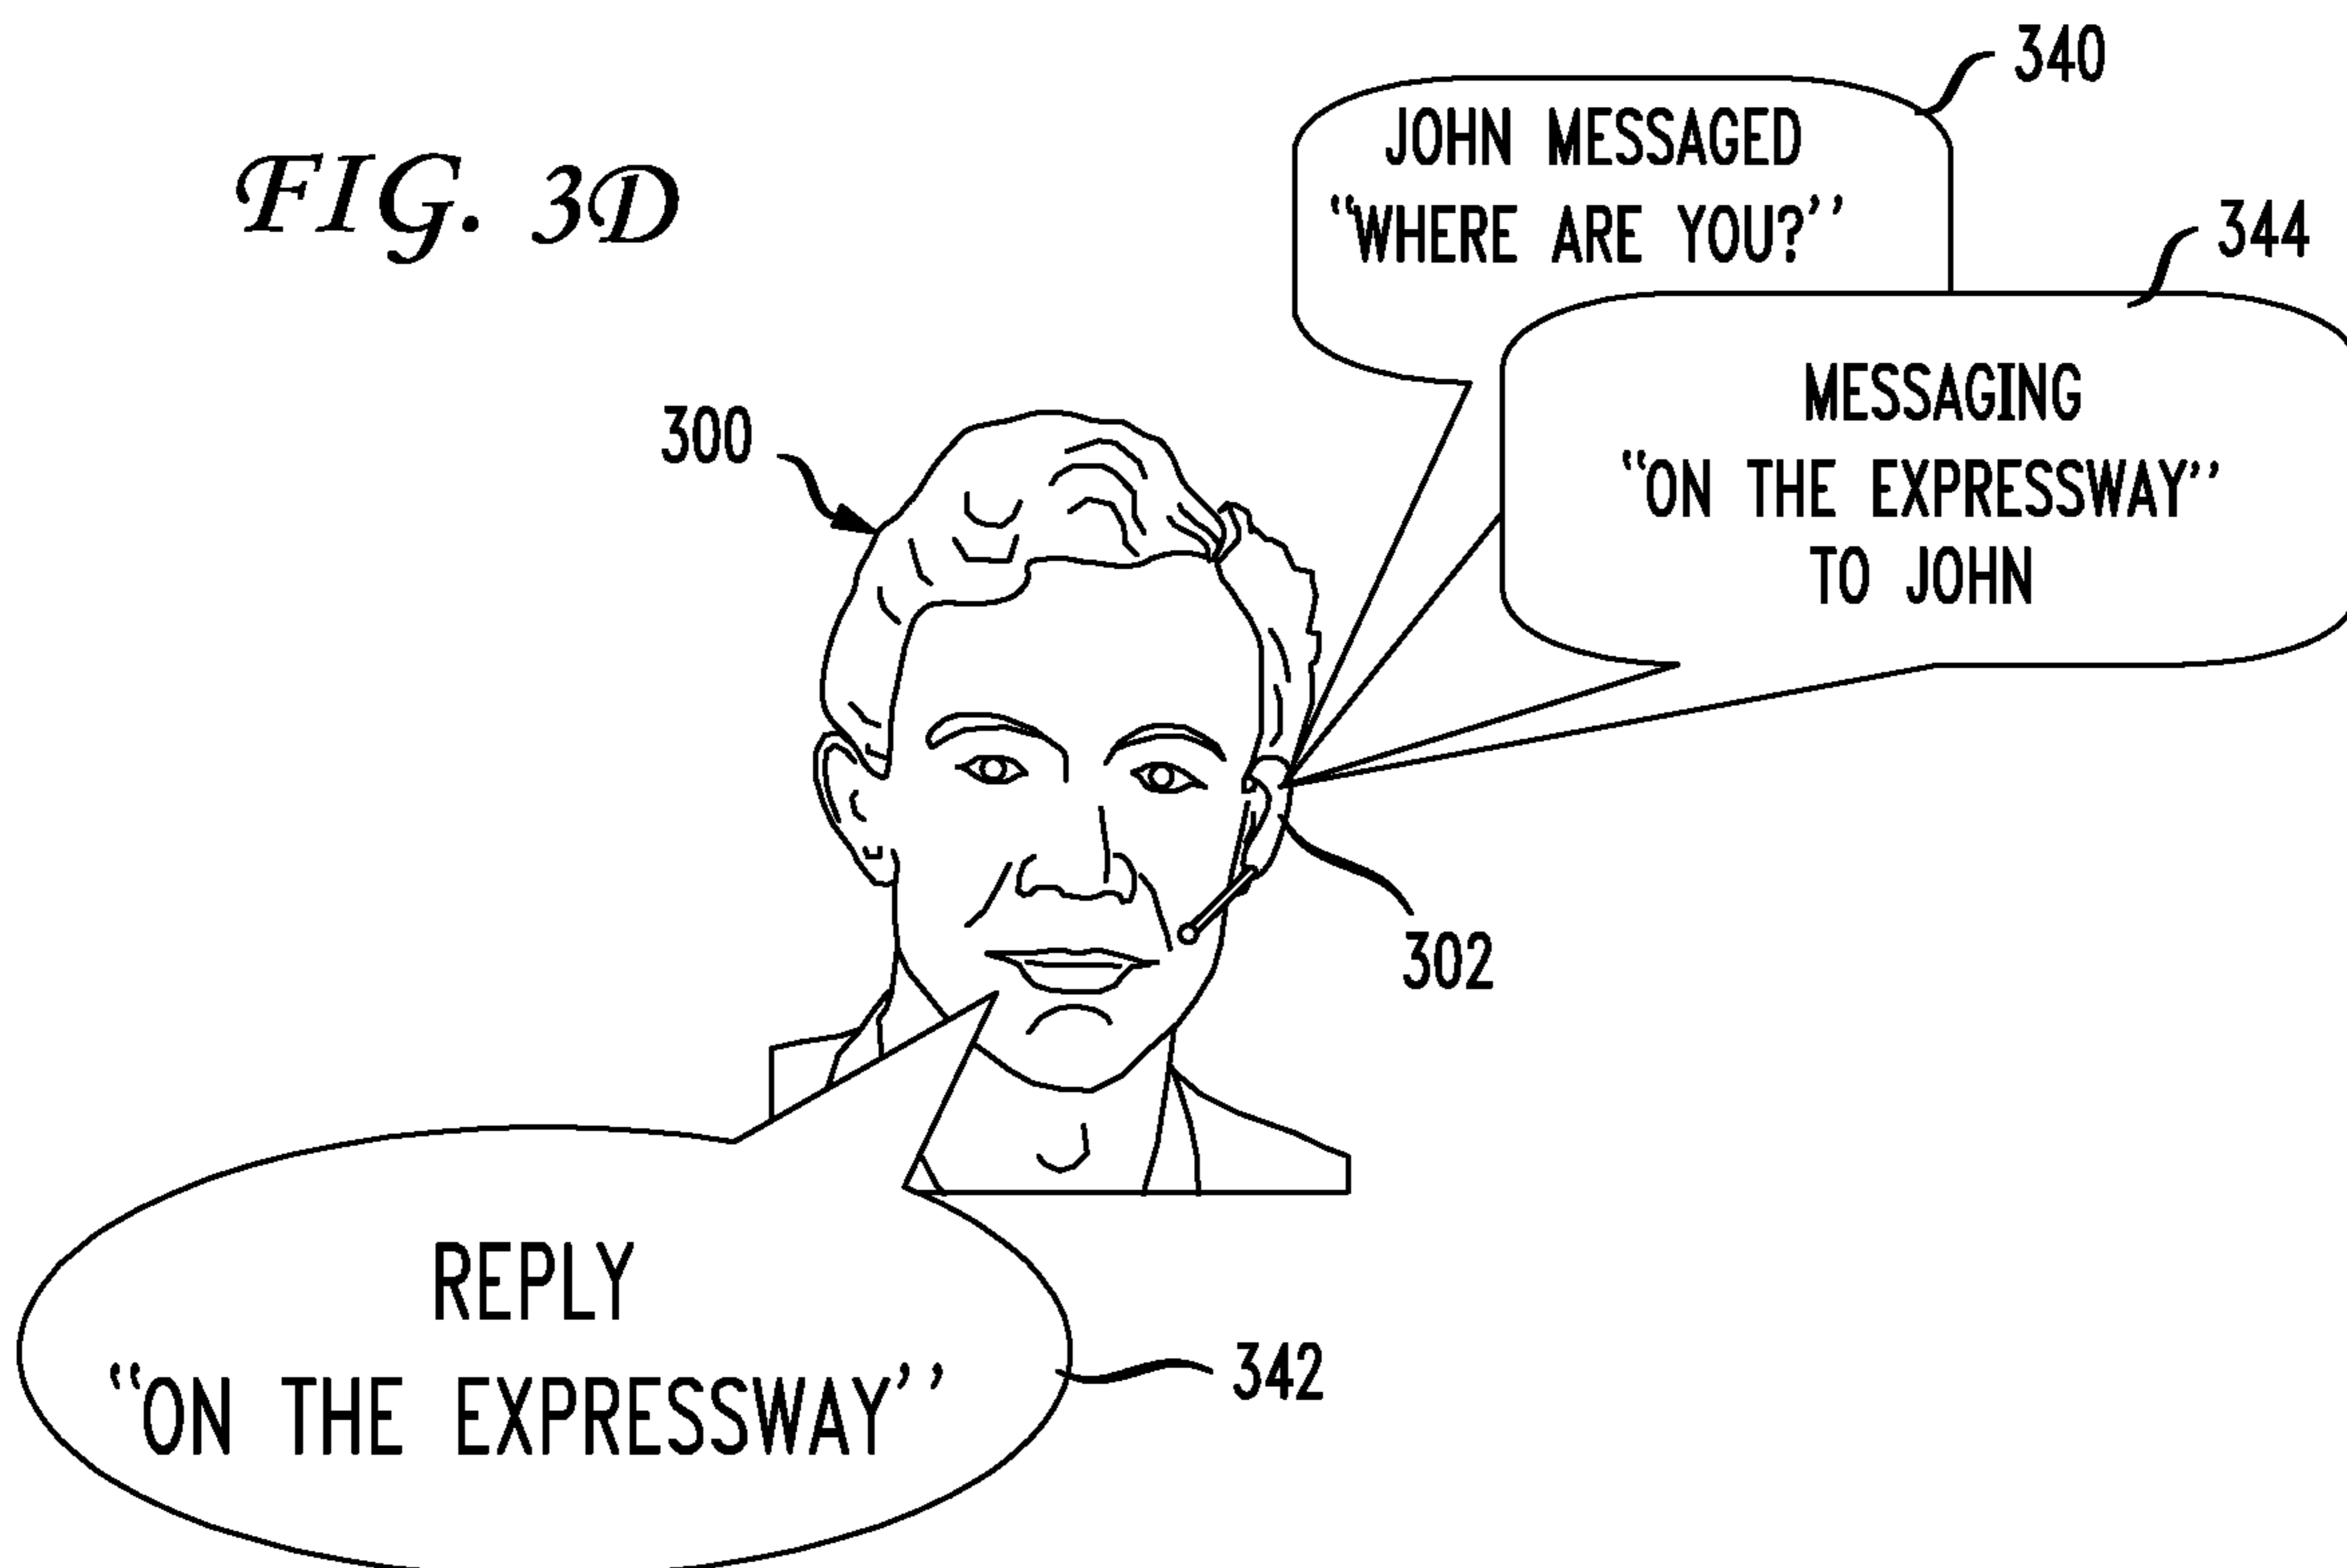 FIG. 3D
340
JOHN MESSAGED
“WHERE ARE YOU?’’
344
MESSAGING
“ON THE EXPRESSWAY’’
TO JOHN
300
302
REPLY
“ON THE EXPRESSWAY’’
342